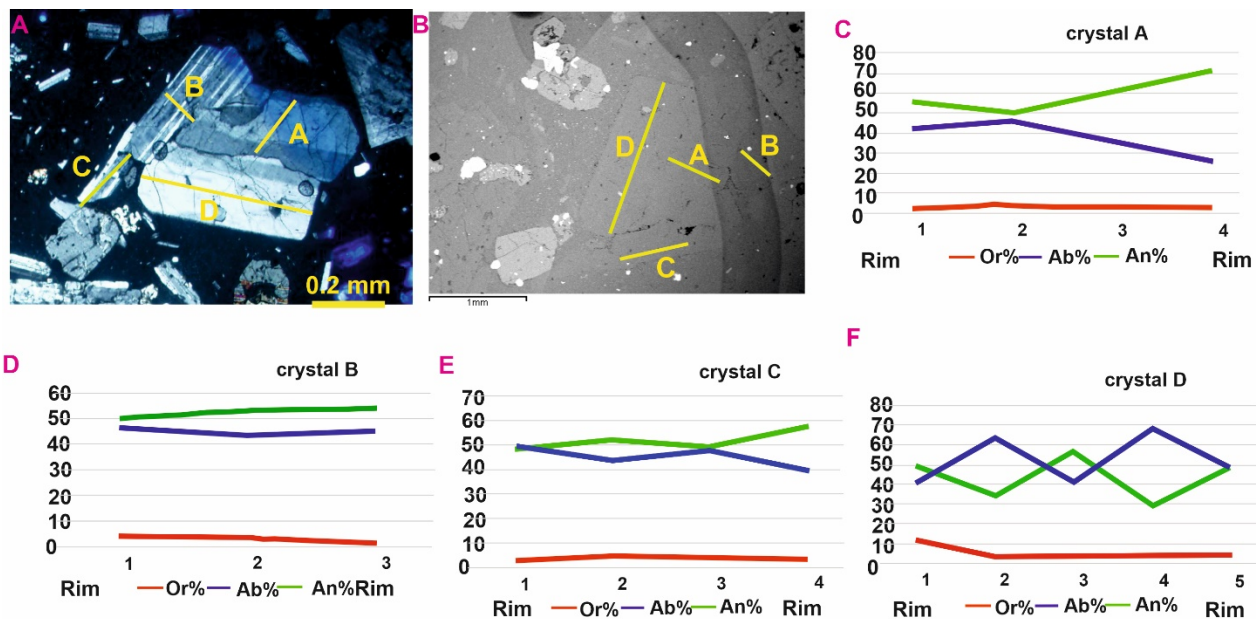 A
B
A
C
D
0.2 mm
B
D
A
B
C
1mm
C
crystal A
80
70
60
50
40
30
20
10
0
1 2 3 4
Rim Rim
Or% Ab% An%
D
crystal B
60
50
40
30
20
10
0
1 2 3
Rim Or% Ab% An%Rim
E
crystal C
70
60
50
40
30
20
10
0
1 2 3 4
Rim Or% Ab% An% Rim
F
crystal D
80
70
60
50
40
30
20
10
0
1 2 3 4 5
Rim Rim
Or% Ab% An%